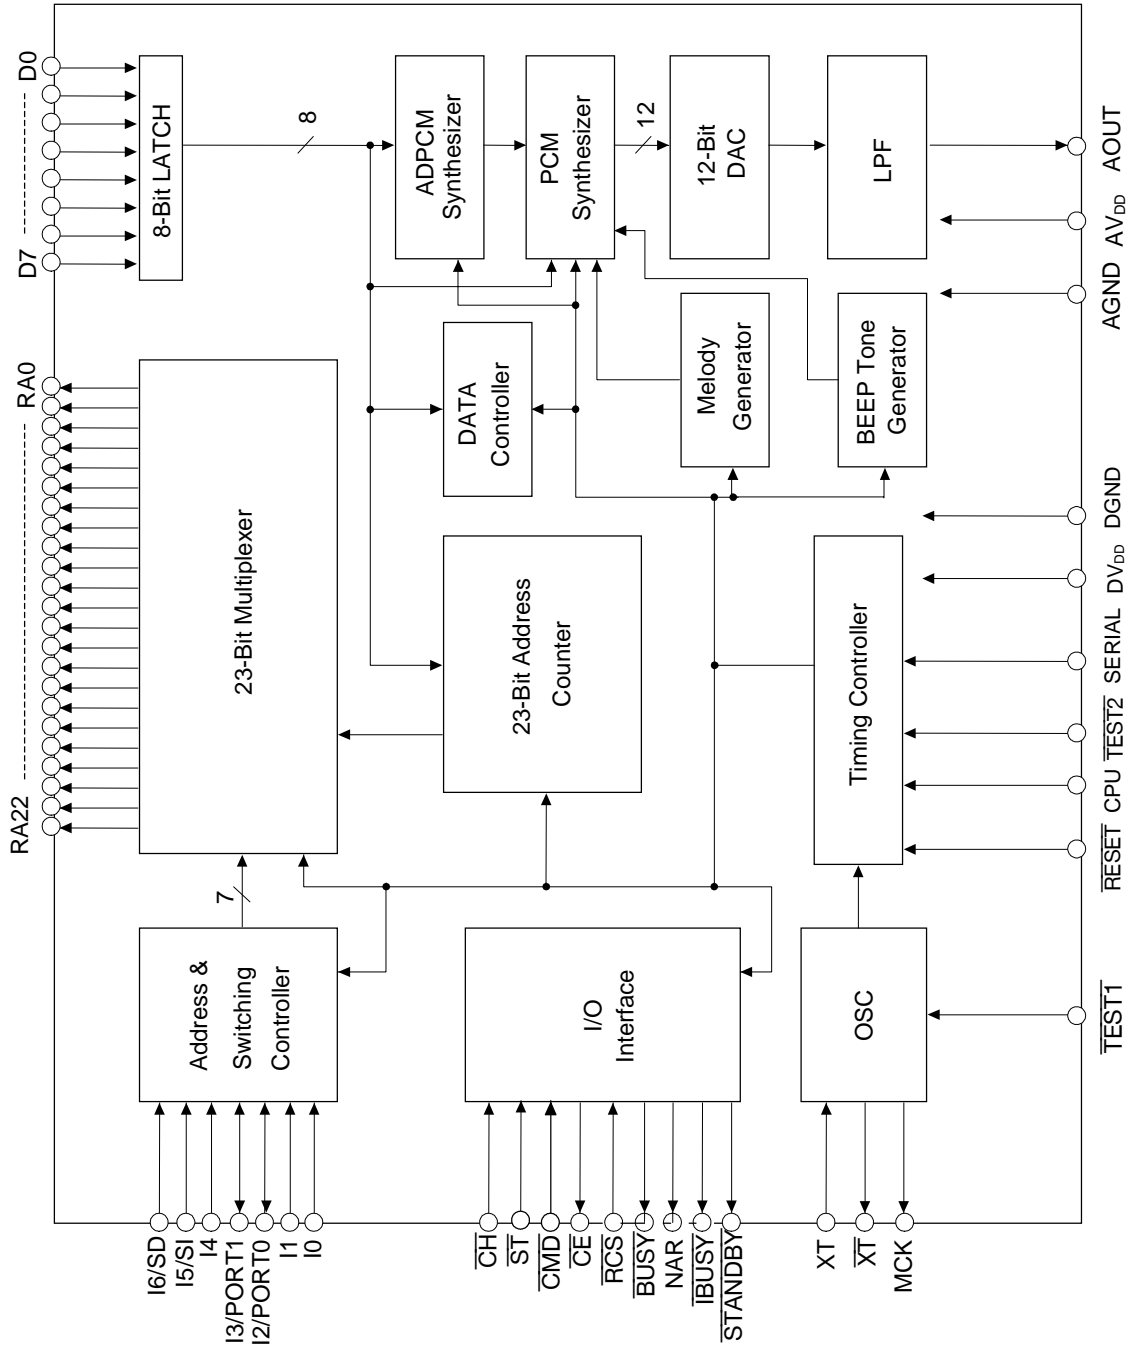 D0
D7
RA0
RA22
8-Bit LATCH
8
ADPCM
Synthesizer
PCM
Synthesizer
12
12-Bit
DAC
LPF
AOUT
AVDD
AGND
23-Bit Multiplexer
DATA
Controller
Melody
Generator
BEEP Tone
Generator
23-Bit Address
Counter
Timing Controller
DGND
DVDD
SERIAL
TEST2
CPU
RESET
7
Address &
Switching
Controller
I/O
Interface
OSC
TEST1
I6/SD
I5/SI
I4
I3/PORT1
I2/PORT0
I1
I0
CH
ST
CMD
CE
RCS
BUSY
NAR
IBUSY
STANDBY
XT
XT
MCK